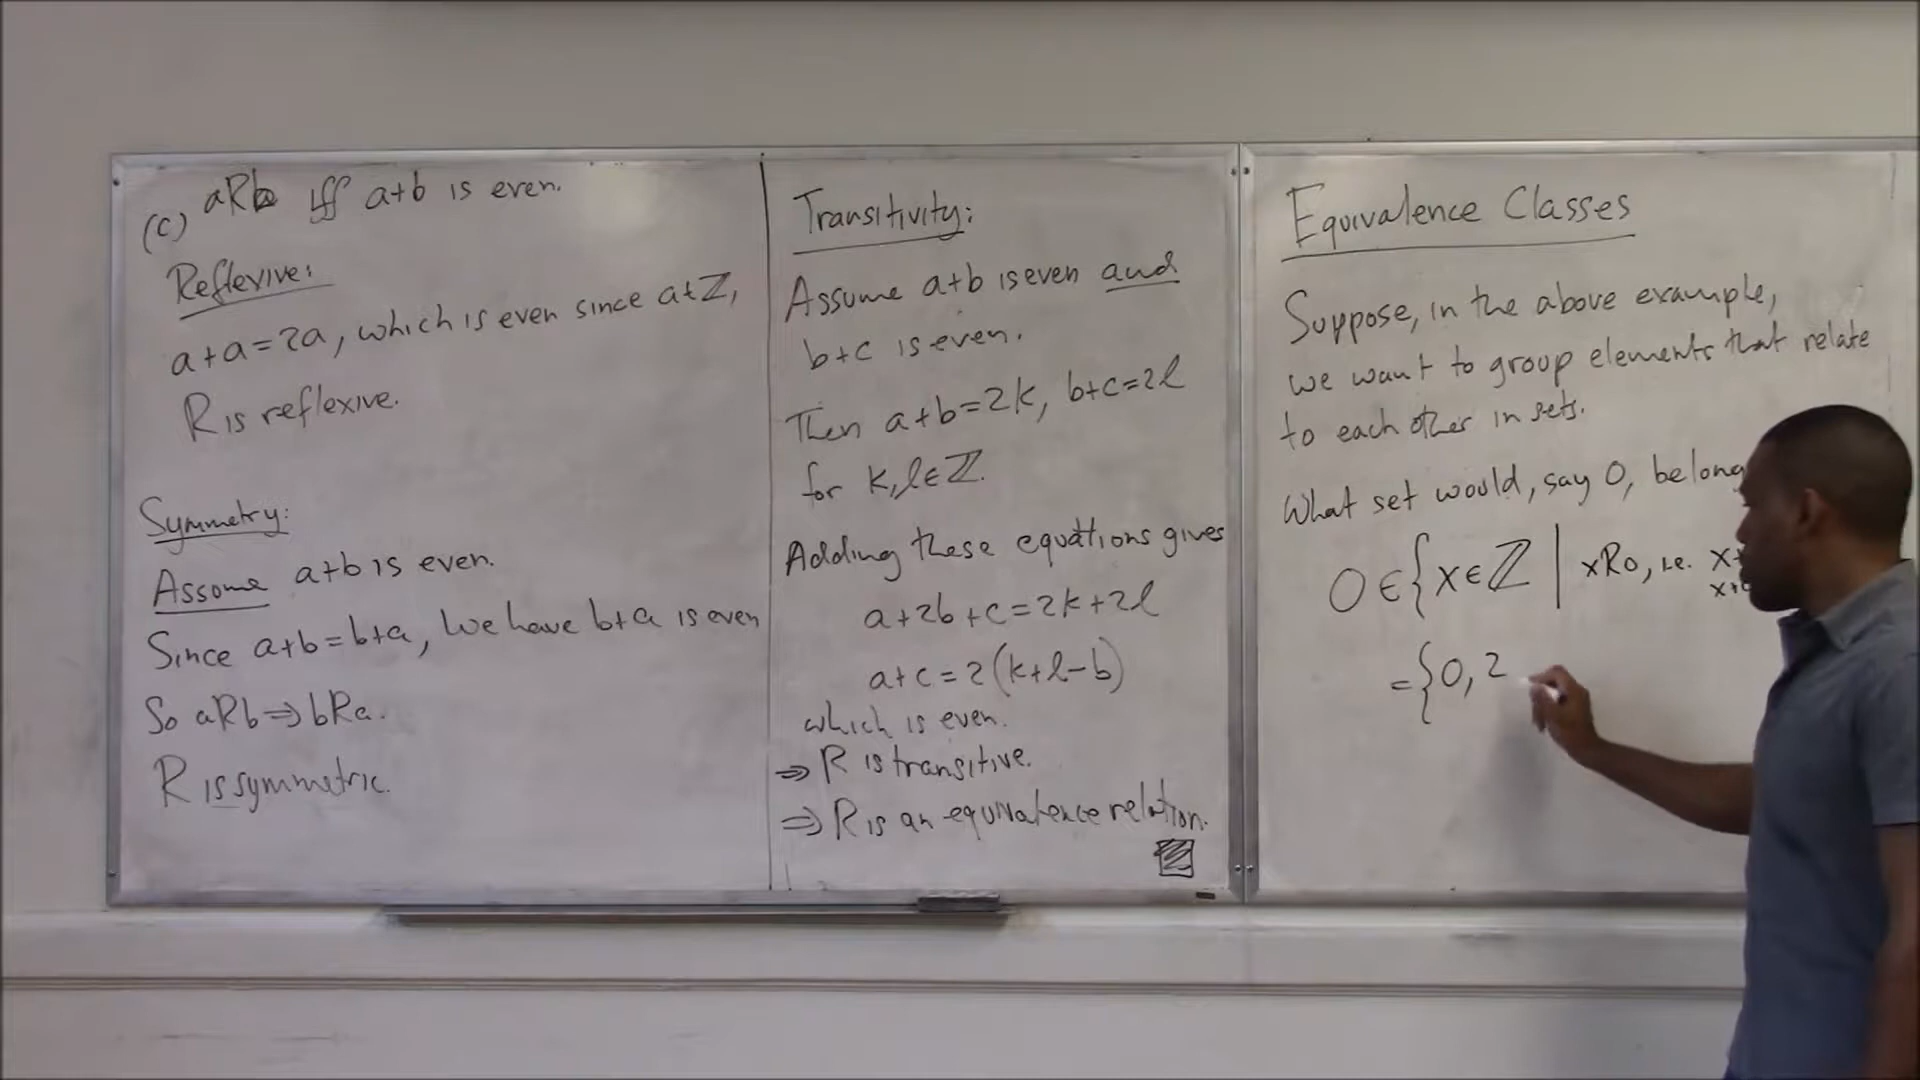 (c) aRb iff a+b is even.
Reflexive:
a+a=2a, which is even since a∈ℤ,
R is reflexive.
Symmetry:
Assume a+b is even.
Since a+b=b+a, we have b+a is even
So aRb⇒bRa.
R is symmetric.
Transitivity:
Assume a+b is even and
b+c is even.
Then a+b=2k, b+c=2l
for k,l∈ℤ.
Adding these equations gives
a+2b+c=2k+2l
a+c=2(k+l-b)
which is even.
⇒ R is transitive.
⇒ R is an equivalence relation.
Equivalence Classes
Suppose, in the above example,
we want to group elements that relate
to each other in sets.
What set would, say 0, belong
0∈{x∈ℤ | xR0, i.e. x+
x+
={0,2